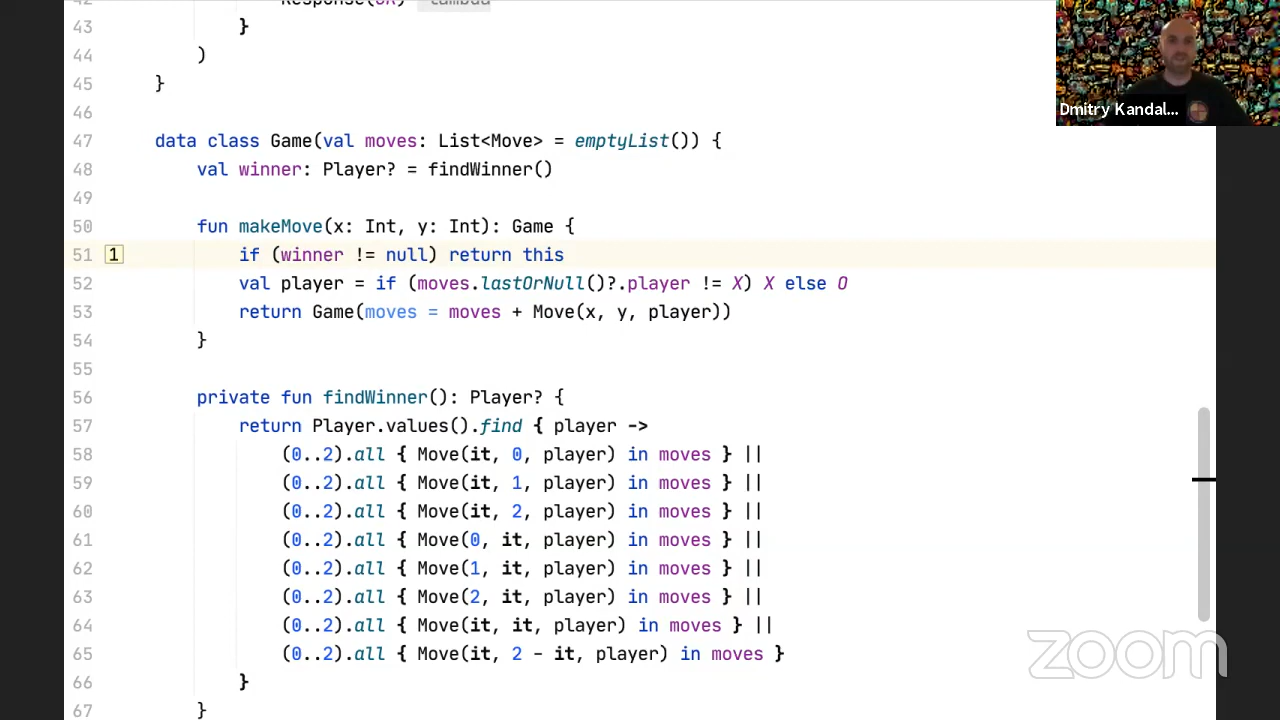 42 Response(OK) lambda
43 }
44 )
45 }
46
47 data class Game(val moves: List<Move> = emptyList()) {
48 val winner: Player? = findWinner()
49
50 fun makeMove(x: Int, y: Int): Game {
51 1 if (winner != null) return this
52 val player = if (moves.lastOrNull()?.player != X) X else O
53 return Game(moves = moves + Move(x, y, player))
54 }
55
56 private fun findWinner(): Player? {
57 return Player.values().find { player ->
58 (0..2).all { Move(it, 0, player) in moves } ||
59 (0..2).all { Move(it, 1, player) in moves } ||
60 (0..2).all { Move(it, 2, player) in moves } ||
61 (0..2).all { Move(0, it, player) in moves } ||
62 (0..2).all { Move(1, it, player) in moves } ||
63 (0..2).all { Move(2, it, player) in moves } ||
64 (0..2).all { Move(it, it, player) in moves } ||
65 (0..2).all { Move(it, 2 - it, player) in moves }
66 }
67 }
Dmitry Kandal...
zoom